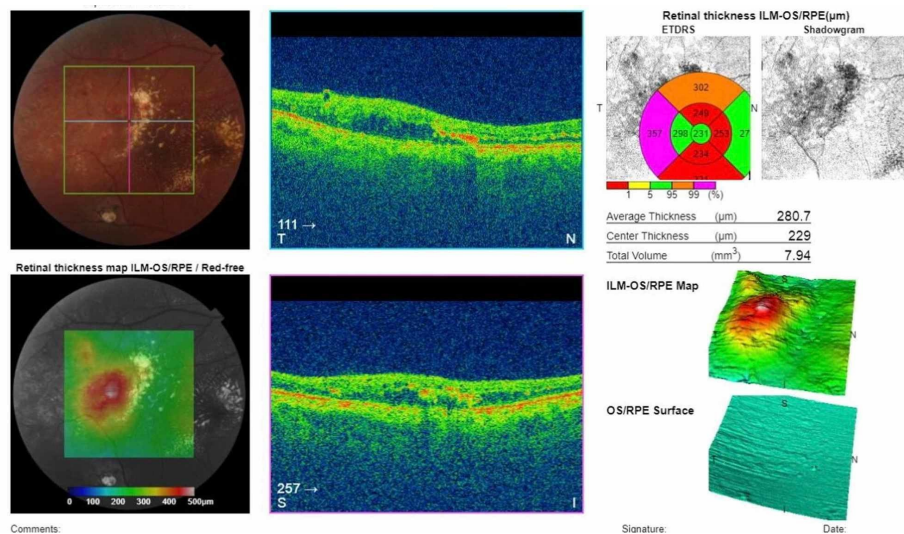 Retinal thickness ILM-OS/RPE(μm)
ETDRS
Shadowgram
T
N
302
249
357
298
231
253
27
234
1 5 95 99 (%)
111 →
T
N
Average Thickness (μm) 280.7
Center Thickness (μm) 229
Total Volume (mm³) 7.94
Retinal thickness map ILM-OS/RPE / Red-free
0 100 200 300 400 500μm
257 →
S
I
ILM-OS/RPE Map
S
N
I
OS/RPE Surface
S
T
N
I
Comments:
Signature:
Date: